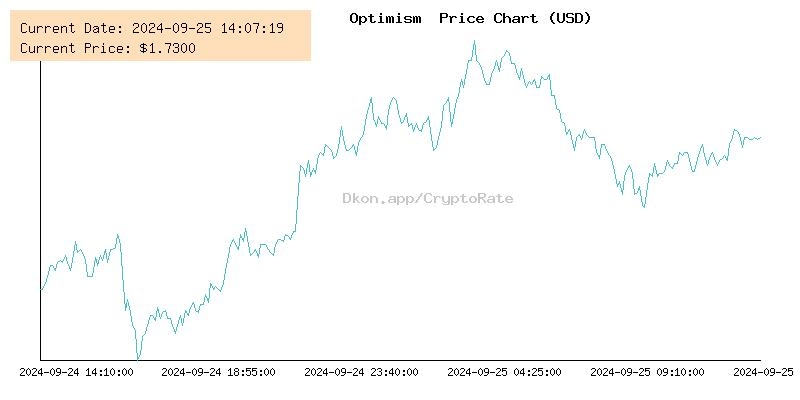 Optimism  Price Chart (USD)
Current Date: 2024-09-25 14:07:19
Current Price: $1.7300
Dkon.app/CryptoRate
2024-09-24 14:10:00 2024-09-24 18:55:00 2024-09-24 23:40:00 2024-09-25 04:25:00 2024-09-25 09:10:00 2024-09-25